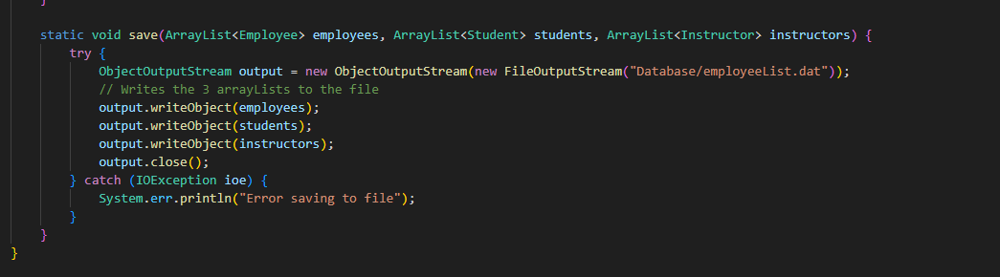 }
static void save(ArrayList<Employee> employees, ArrayList<Student> students, ArrayList<Instructor> instructors) {
try {
ObjectOutputStream output = new ObjectOutputStream(new FileOutputStream("Database/employeeList.dat"));
// Writes the 3 arrayLists to the file
output.writeObject(employees);
output.writeObject(students);
output.writeObject(instructors);
output.close();
} catch (IOException ioe) {
System.err.println("Error saving to file");
}
}
}